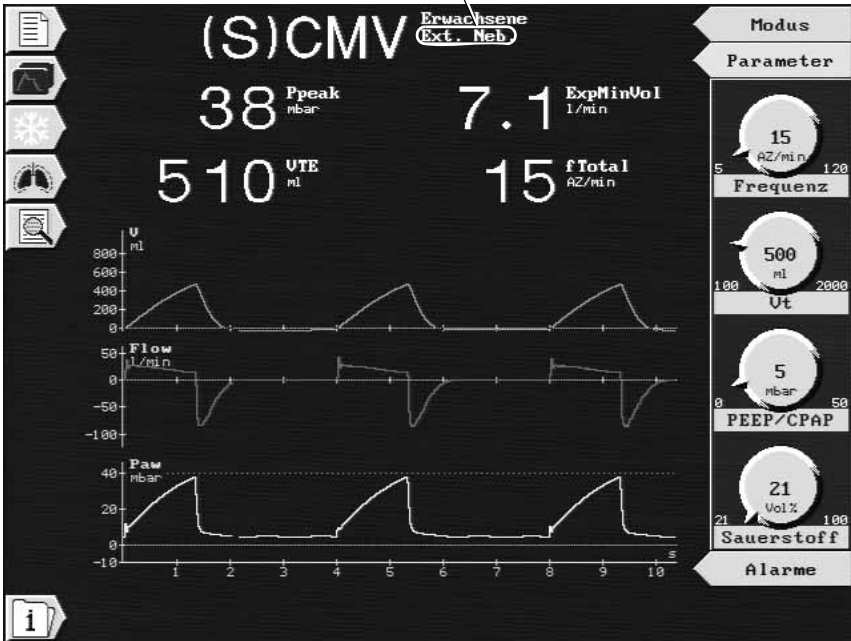 (S)CMV
Erwachsene
Ext. Neb
38 Ppeak
mbar
7.1 ExpMinVol
l/min
510 VTE
ml
15 fTotal
AZ/min
V
ml
800
600
400
200
0
Flow
l/min
50
0
-50
-100
Paw
mbar
40
20
0
-10
1 2 3 4 5 6 7 8 9 10
s
Modus
Parameter
15
AZ/min
5 120
Frequenz
500
ml
100 2000
Vt
5
mbar
0 50
PEEP/CPAP
21
Vol%
21 100
Sauerstoff
Alarme
i